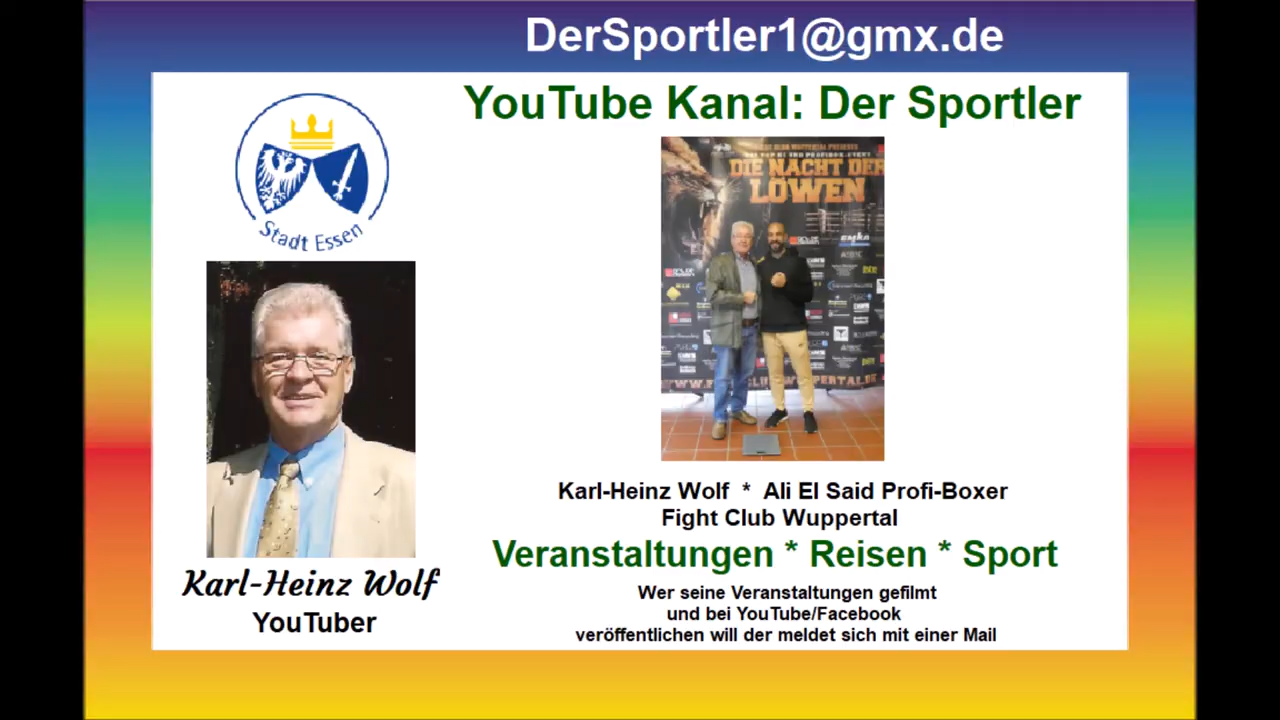 DerSportler1@gmx.de
YouTube Kanal: Der Sportler
Stadt Essen
DIE NACHT DER
LÖWEN
Karl-Heinz Wolf
YouTuber
Karl-Heinz Wolf * Ali El Said Profi-Boxer
Fight Club Wuppertal
Veranstaltungen * Reisen * Sport
Wer seine Veranstaltungen gefilmt
und bei YouTube/Facebook
veröffentlichen will der meldet sich mit einer Mail